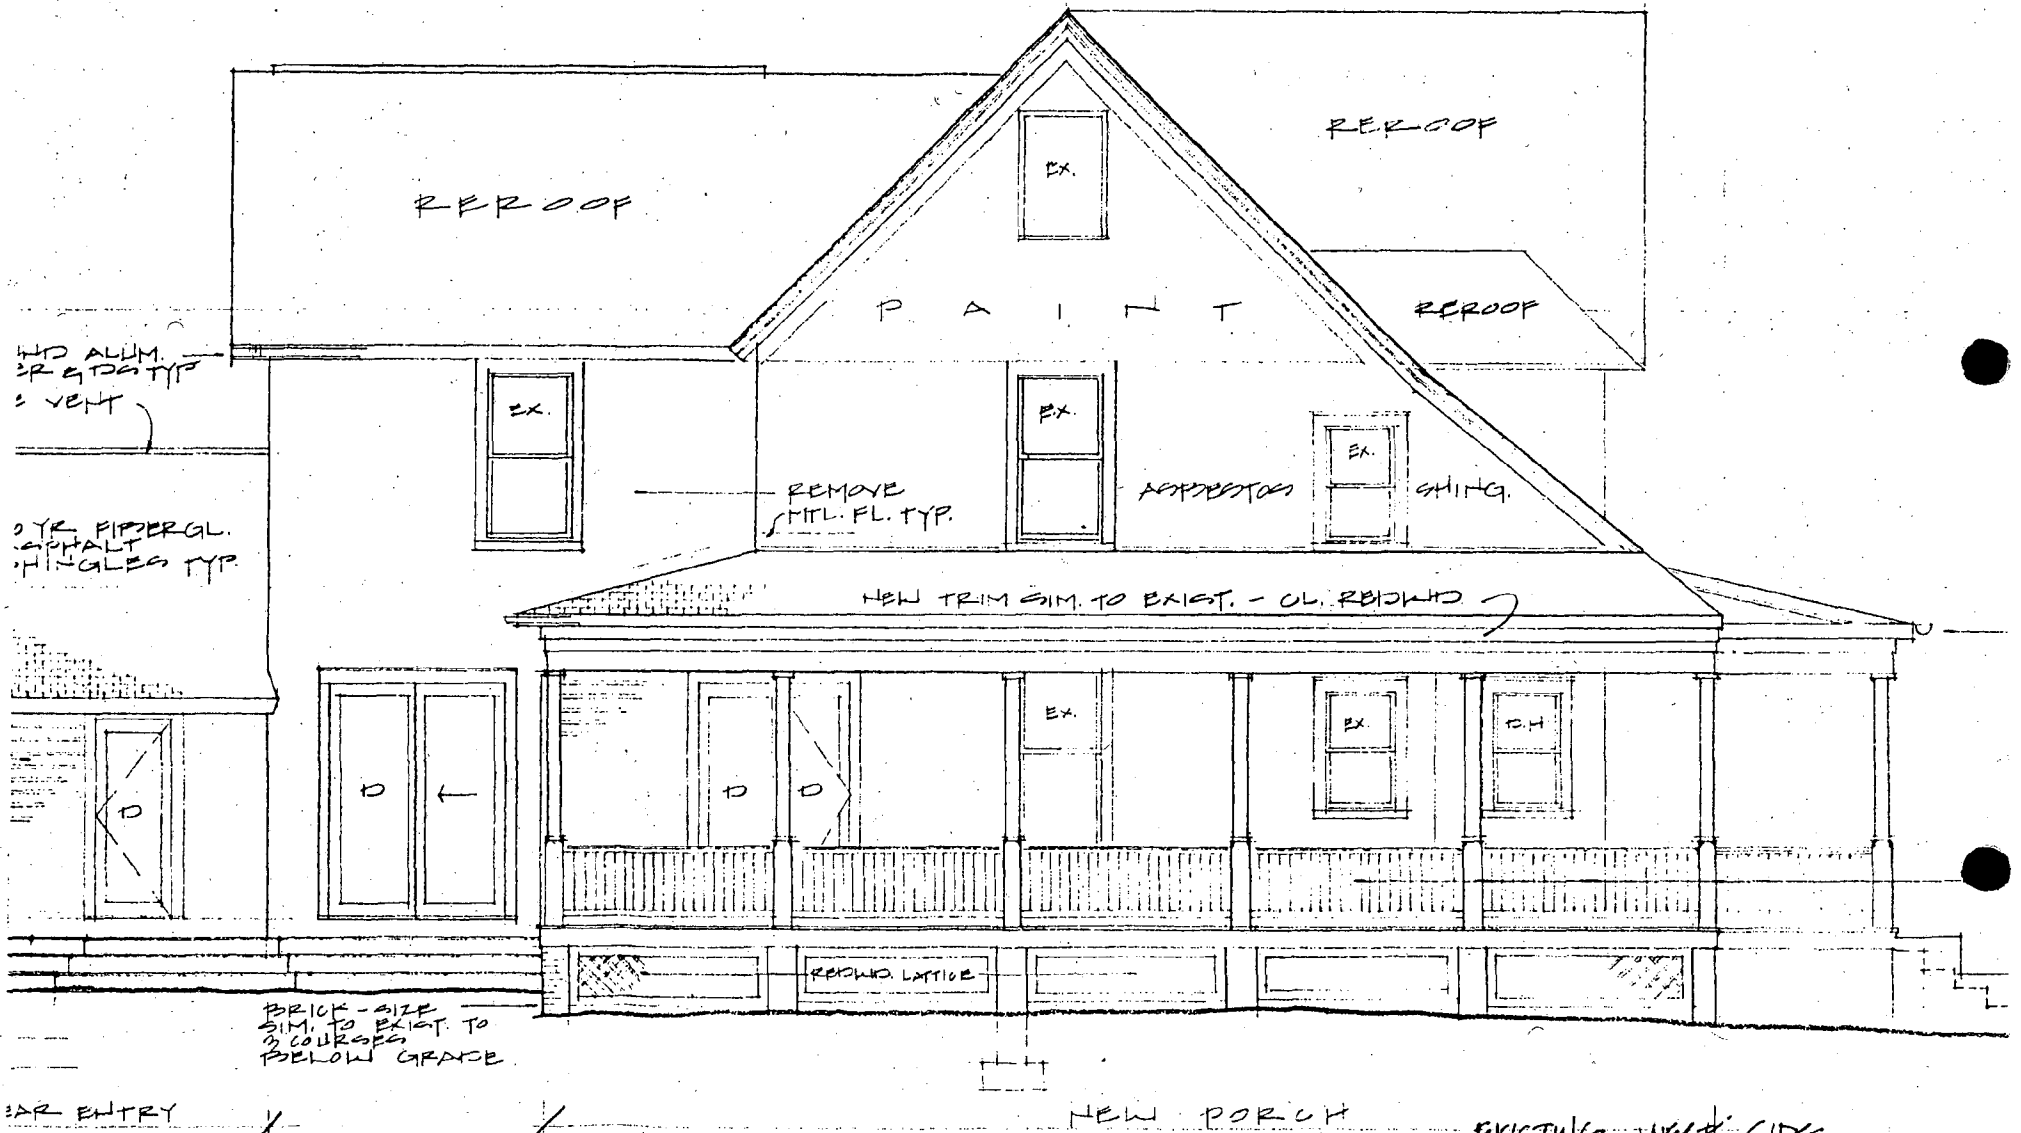 REROOF
EX.
REROOF
PAINT
REROOF
ALUM.
TYP
VENT
EX.
EX.
EX.
REMOVE
MTL. FL. TYP.
ASBESTOS
SHING.
YR FIBERGL.
ASPHALT
SHINGLES TYP.
NEW TRIM SIM. TO EXIST. - CL. REDWD
EX.
EX.
D.H
D
D
D
D
REDWD. LATTICE
BRICK - SIZE
SIM. TO EXIST. TO
3 COURSES
BELOW GRADE
ENTRY
NEW PORCH